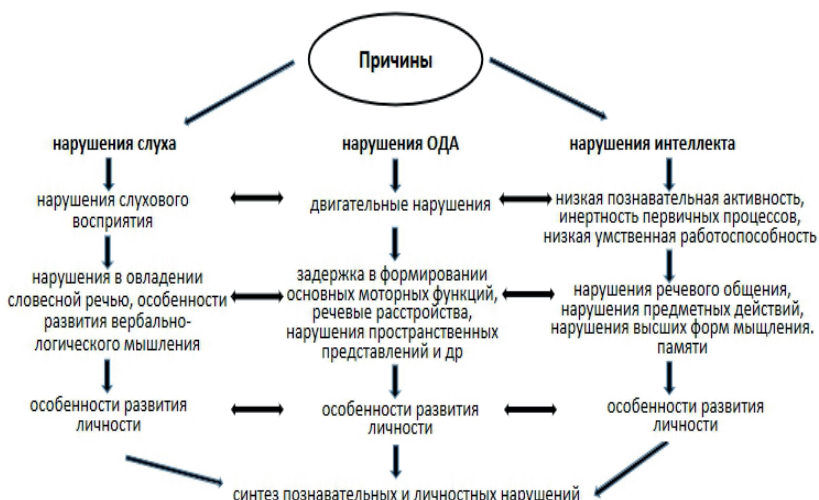 Причины
нарушения слуха
нарушения ОДА
нарушения интеллекта
нарушения слухового
восприятия
двигательные нарушения
низкая познавательная активность,
инертность первичных процессов,
низкая умственная работоспособность
нарушения в овладении
словесной речью, особенности
развития вербально-
логического мышления
задержка в формировании
основных моторных функций,
речевые расстройства,
нарушения пространственных
представлений и др
нарушения речевого общения,
нарушения предметных действий,
нарушения высших форм мыщления.
памяти
особенности развития
личности
особенности развития
личности
особенности развития
личности
синтез познавательных и личностных нарушений